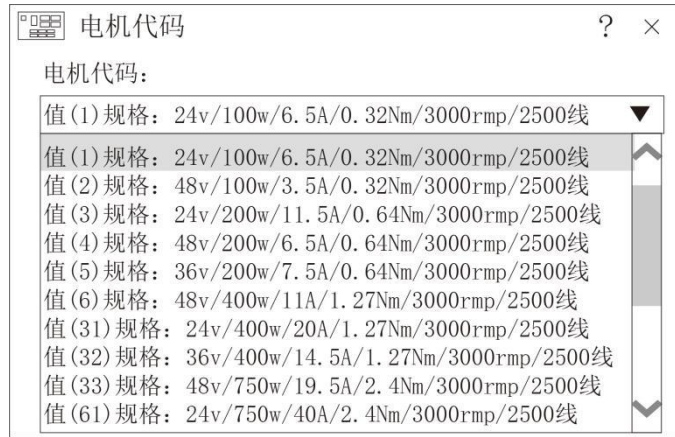 电机代码
? ×
电机代码：
值(1)规格：24v/100w/6.5A/0.32Nm/3000rmp/2500线
值(1)规格：24v/100w/6.5A/0.32Nm/3000rmp/2500线
值(2)规格：48v/100w/3.5A/0.32Nm/3000rmp/2500线
值(3)规格：24v/200w/11.5A/0.64Nm/3000rmp/2500线
值(4)规格：48v/200w/6.5A/0.64Nm/3000rmp/2500线
值(5)规格：36v/200w/7.5A/0.64Nm/3000rmp/2500线
值(6)规格：48v/400w/11A/1.27Nm/3000rmp/2500线
值(31)规格：24v/400w/20A/1.27Nm/3000rmp/2500线
值(32)规格：36v/400w/14.5A/1.27Nm/3000rmp/2500线
值(33)规格：48v/750w/19.5A/2.4Nm/3000rmp/2500线
值(61)规格：24v/750w/40A/2.4Nm/3000rmp/2500线